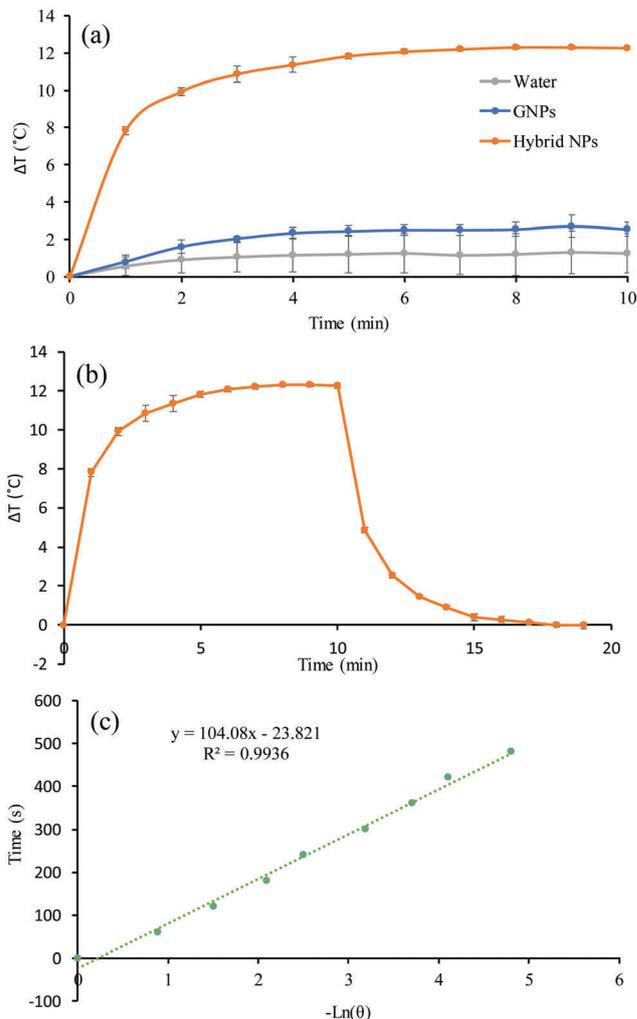 (a)
14
12
10
8
6
4
2
0
ΔT (˚C)
Water
GNPs
Hybrid NPs
0 2 4 6 8 10
Time (min)
(b)
14
12
10
8
6
4
2
0
-2
ΔT (˚C)
0 5 10 15 20
Time (min)
(c)
600
500
400
300
200
100
0
-100
Time (s)
y = 104.08x - 23.821
R² = 0.9936
0 1 2 3 4 5 6
-Ln(θ)